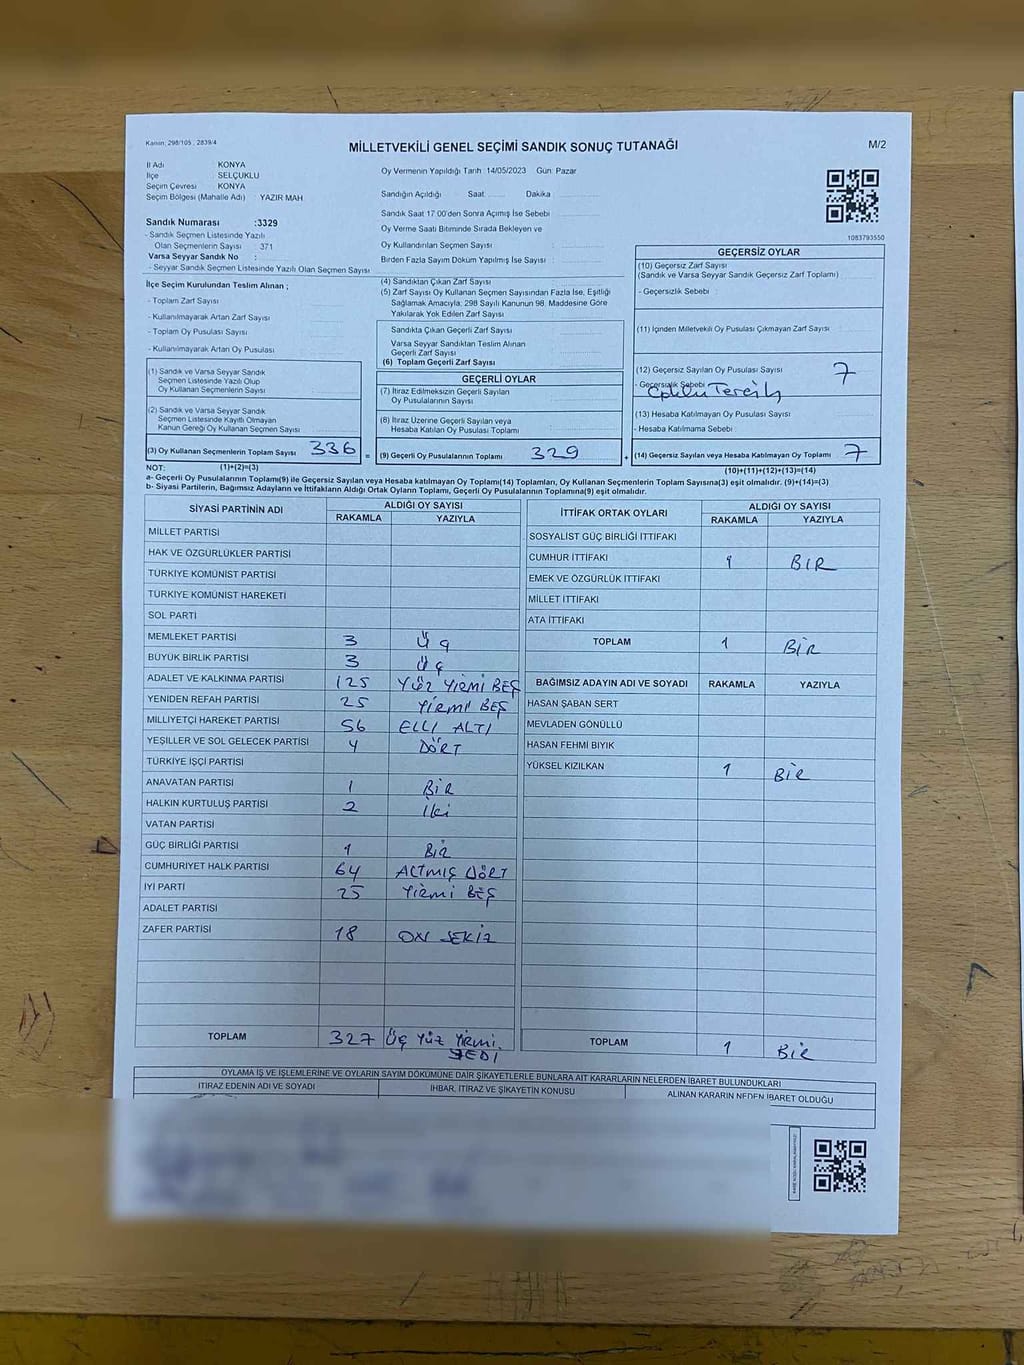 Kanun: 298/105 , 2839/4
MİLLETVEKİLİ GENEL SEÇİMİ SANDIK SONUÇ TUTANAĞI
M/2
İl Adı KONYA
İlçe SELÇUKLU
Seçim Çevresi KONYA
Seçim Bölgesi (Mahalle Adı) YAZIR MAH.
Sandık Numarası :3329
- Sandık Seçmen Listesinde Yazılı
Olan Seçmenlerin Sayısı : 371
Varsa Seyyar Sandık No :
- Seyyar Sandık Seçmen Listesinde Yazılı Olan Seçmen Sayısı
İlçe Seçim Kurulundan Teslim Alınan ;
- Toplam Zarf Sayısı
- Kullanılmayarak Artan Zarf Sayısı
- Toplam Oy Pusulası Sayısı
- Kullanılmayarak Artan Oy Pusulası
(1) Sandık ve Varsa Seyyar Sandık
Seçmen Listesinde Yazılı Olup
Oy Kullanan Seçmenlerin Sayısı
(2) Sandık ve Varsa Seyyar Sandık
Seçmen Listesinde Kayıtlı Olmayan
Kanun Gereği Oy Kullanan Seçmen Sayısı
(3) Oy Kullanan Seçmenlerin Toplam Sayısı 336 =
Oy Vermenin Yapıldığı Tarih 14/05/2023 Gün: Pazar
Sandığın Açıldığı Saat Dakika
Sandık Saat 17.00'den Sonra Açılmış İse Sebebi
Oy Verme Saati Bitiminde Sırada Bekleyen ve
Oy Kullandırılan Seçmen Sayısı :
Birden Fazla Sayım Döküm Yapılmış İse Sayısı :
(4) Sandıktan Çıkan Zarf Sayısı
(5) Zarf Sayısı Oy Kullanan Seçmen Sayısından Fazla İse, Eşitliği
Sağlamak Amacıyla; 298 Sayılı Kanunun 98. Maddesine Göre
Yakılarak Yok Edilen Zarf Sayısı
Sandıkta Çıkan Geçerli Zarf Sayısı
Varsa Seyyar Sandıktan Teslim Alınan
Geçerli Zarf Sayısı
(6) Toplam Geçerli Zarf Sayısı
GEÇERLİ OYLAR
(7) İtiraz Edilmeksizin Geçerli Sayılan
Oy Pusulalarının Sayısı
(8) İtiraz Üzerine Geçerli Sayılan veya
Hesaba Katılan Oy Pusulası Toplamı
(9) Geçerli Oy Pusulalarının Toplamı 329 +
1083793550
GEÇERSİZ OYLAR
(10) Geçersiz Zarf Sayısı
(Sandık ve Varsa Seyyar Sandık Geçersiz Zarf Toplamı)
- Geçersizlik Sebebi
(11) İçinden Milletvekili Oy Pusulası Çıkmayan Zarf Sayısı
(12) Geçersiz Sayılan Oy Pusulası Sayısı 7
- Geçersizlik Sebebi Tercih
(13) Hesaba Katılmayan Oy Pusulası Sayısı
- Hesaba Katılmama Sebebi
(14) Geçersiz Sayılan veya Hesaba Katılmayan Oy Toplamı 7
NOT: (1)+(2)=(3) (10)+(11)+(12)+(13)=(14)
a- Geçerli Oy Pusulalarının Toplamı(9) ile Geçersiz Sayılan veya Hesaba katılmayan Oy Toplamı(14) Toplamları, Oy Kullanan Seçmenlerin Toplam Sayısına(3) eşit olmalıdır. (9)+(14)=(3)
b- Siyasi Partilerin, Bağımsız Adayların ve İttifakların Aldığı Ortak Oyların Toplamı, Geçerli Oy Pusulalarının Toplamına(9) eşit olmalıdır.
SİYASİ PARTİNİN ADI ALDIĞI OY SAYISI
RAKAMLA YAZIYLA
MİLLET PARTİSİ
HAK VE ÖZGÜRLÜKLER PARTİSİ
TÜRKİYE KOMÜNİST PARTİSİ
TÜRKİYE KOMÜNİST HAREKETİ
SOL PARTİ
MEMLEKET PARTİSİ 3 Üç
BÜYÜK BİRLİK PARTİSİ 3 Üç
ADALET VE KALKINMA PARTİSİ 125 YÜZ YİRMİ BEŞ
YENİDEN REFAH PARTİSİ 25 YİRMİ BEŞ
MİLLİYETÇİ HAREKET PARTİSİ 56 ELLİ ALTI
YEŞİLLER VE SOL GELECEK PARTİSİ 4 DÖRT
TÜRKİYE İŞÇİ PARTİSİ
ANAVATAN PARTİSİ 1 BİR
HALKIN KURTULUŞ PARTİSİ 2 İki
VATAN PARTİSİ
GÜÇ BİRLİĞİ PARTİSİ 1 BİR
CUMHURİYET HALK PARTİSİ 64 ALTMIŞ DÖRT
İYİ PARTİ 25 YİRMİ BEŞ
ADALET PARTİSİ
ZAFER PARTİSİ 18 ON SEKİZ
TOPLAM 327 Üç YÜZ YİRMİ
YEDİ
İTTİFAK ORTAK OYLARI ALDIĞI OY SAYISI
RAKAMLA YAZIYLA
SOSYALİST GÜÇ BİRLİĞİ İTTİFAKI
CUMHUR İTTİFAKI 1 BIR
EMEK VE ÖZGÜRLÜK İTTİFAKI
MİLLET İTTİFAKI
ATA İTTİFAKI
TOPLAM 1 BİR
BAĞIMSIZ ADAYIN ADI VE SOYADI RAKAMLA YAZIYLA
HASAN ŞABAN SERT
MEVLADEN GÖNÜLLÜ
HASAN FEHMİ BIYIK
YÜKSEL KIZILKAN 1 BİR
TOPLAM 1 BİR
OYLAMA İŞ VE İŞLEMLERİNE VE OYLARIN SAYIM DÖKÜMÜNE DAİR ŞİKAYETLERLE BUNLARA AİT KARARLARIN NELERDEN İBARET BULUNDUKLARI
İTİRAZ EDENİN ADI VE SOYADI İHBAR, İTİRAZ VE ŞİKAYETİN KONUSU ALINAN KARARIN NEDEN İBARET OLDUĞU